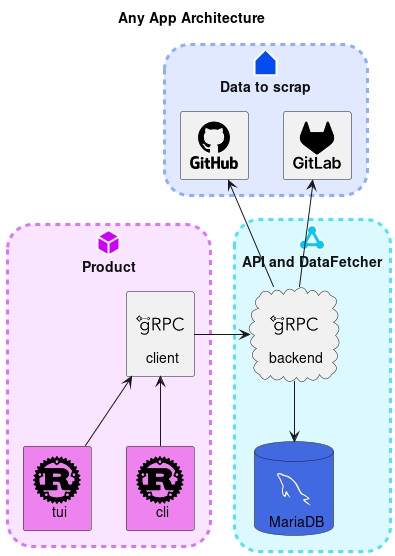 Any App Architecture
Data to scrap
GitHub
GitLab
Product
API and DataFetcher
gRPC
client
gRPC
backend
R
tui
R
cli
MariaDB